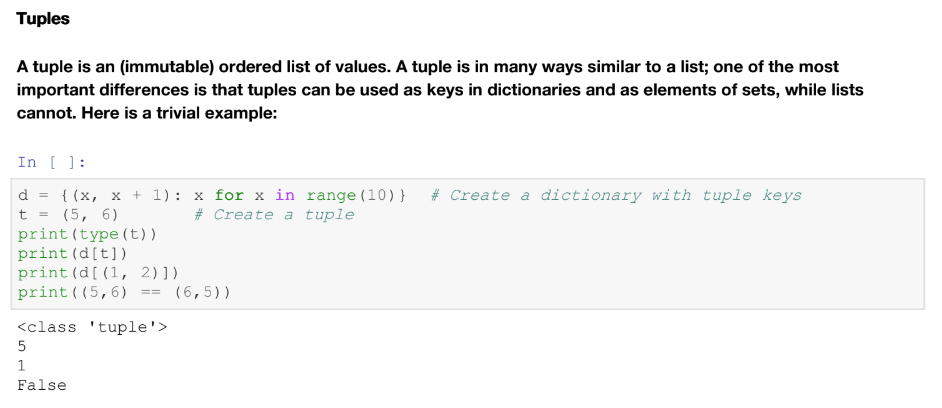 Tuples
A tuple is an (immutable) ordered list of values. A tuple is in many ways similar to a list; one of the most
important differences is that tuples can be used as keys in dictionaries and as elements of sets, while lists
cannot. Here is a trivial example:
In [ ]:
d = {(x, x + 1): x for x in range(10)}  # Create a dictionary with tuple keys
t = (5, 6)        # Create a tuple
print(type(t))
print(d[t])
print(d[(1, 2)])
print((5,6) == (6,5))
<class 'tuple'>
5
1
False